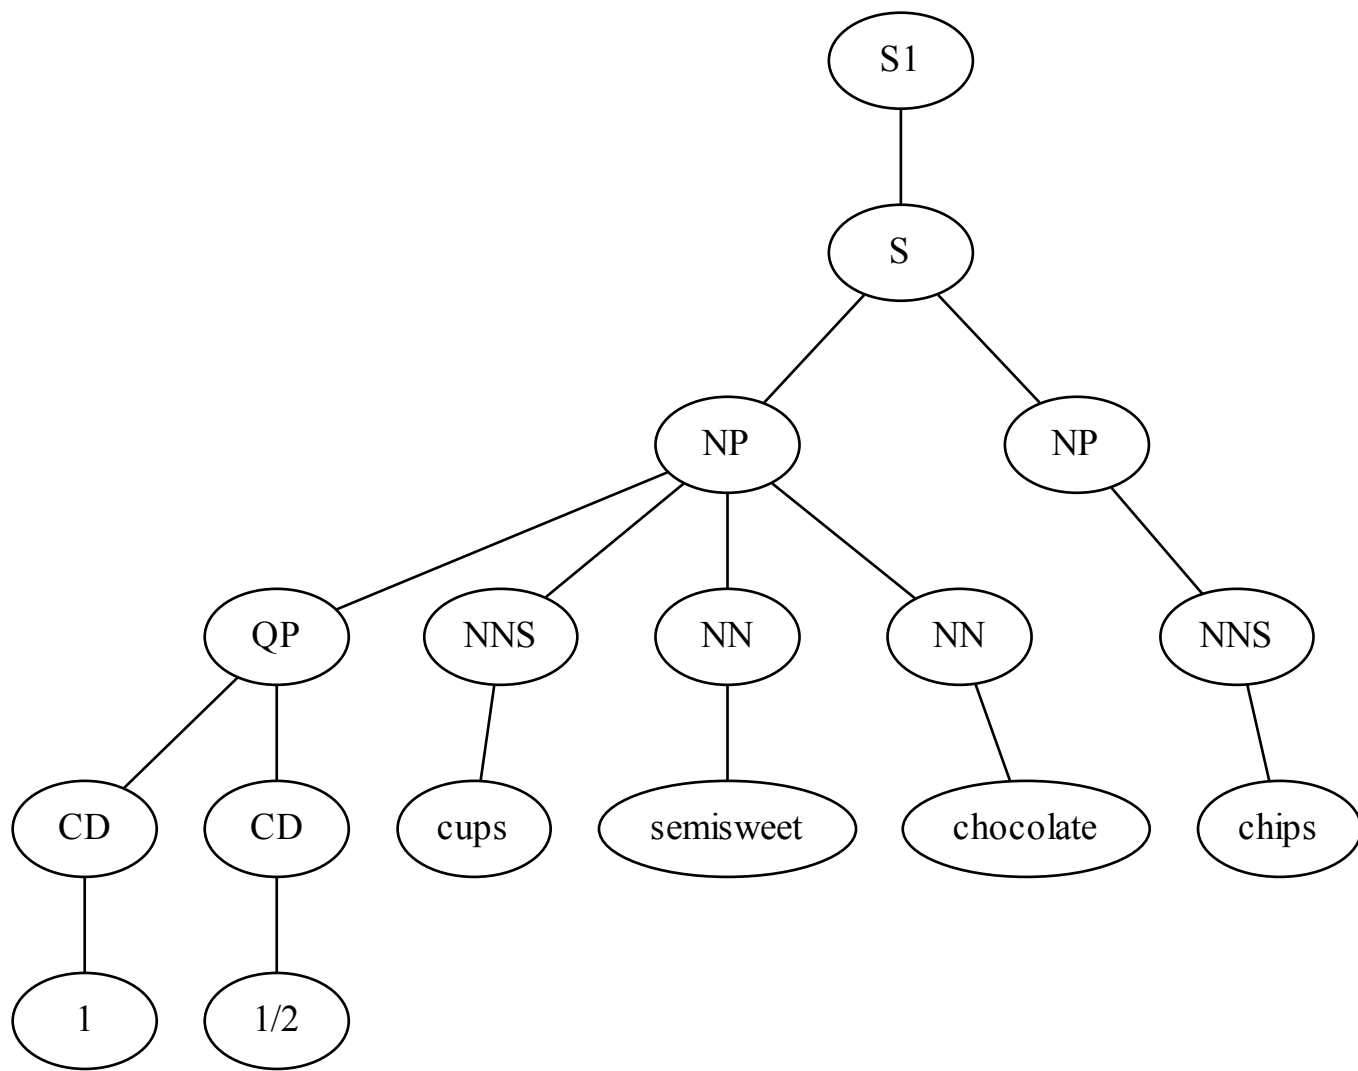 S1
S
NP NP
QP NNS NN NN NNS
CD CD cups semisweet chocolate chips
1 1/2